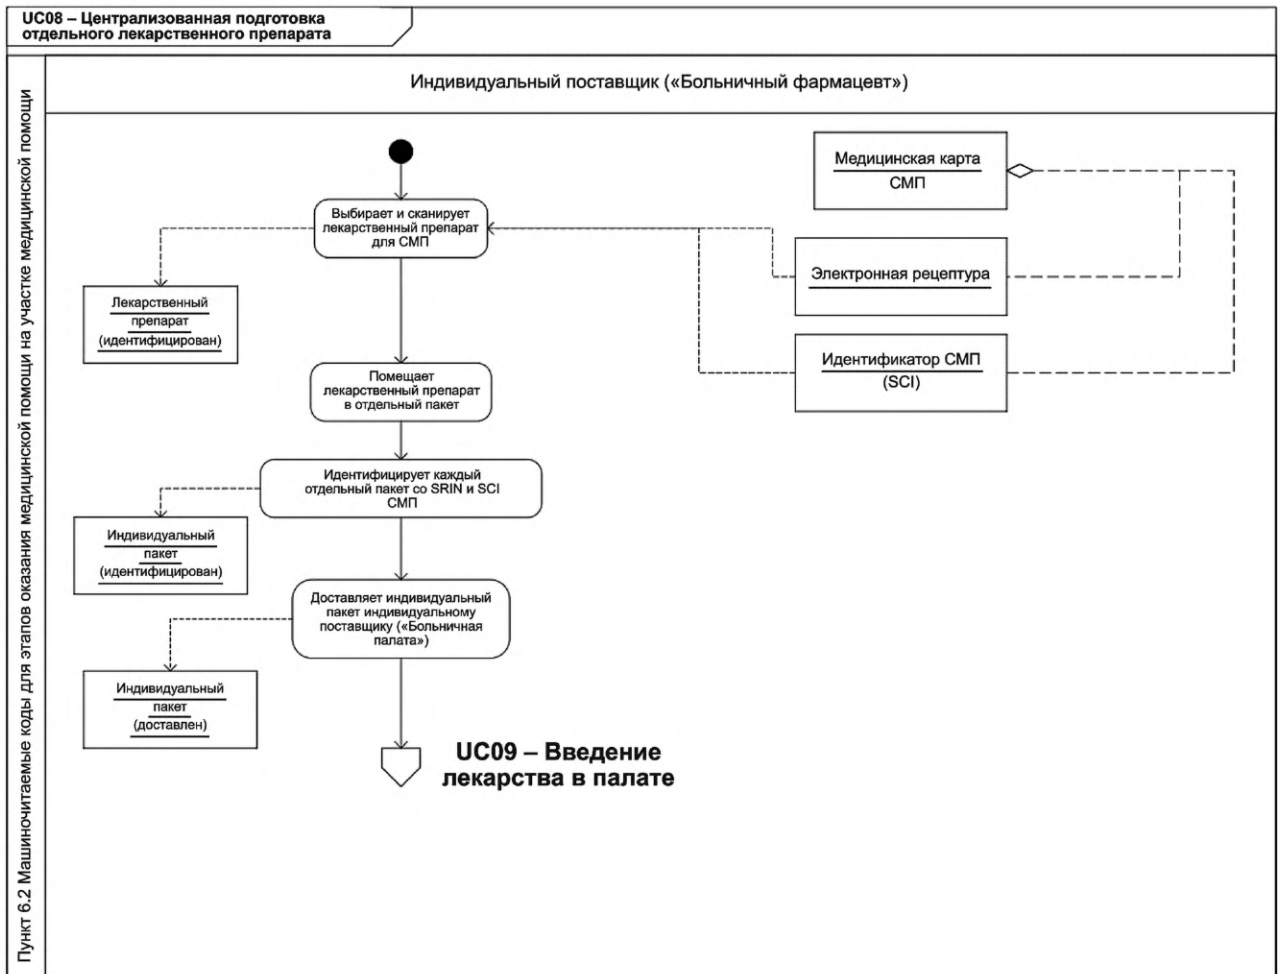 UC08 – Централизованная подготовка
отдельного лекарственного препарата
Пункт 6.2 Машиночитаемые коды для этапов оказания медицинской помощи на участке медицинской помощи
Индивидуальный поставщик («Больничный фармацевт»)
Медицинская карта
СМП
Выбирает и сканирует
лекарственный препарат
для СМП
Электронная рецептура
Лекарственный
препарат
(идентифицирован)
Идентификатор СМП
(SCI)
Помещает
лекарственный препарат
в отдельный пакет
Идентифицирует каждый
отдельный пакет со SRIN и SCI
СМП
Индивидуальный
пакет
(идентифицирован)
Доставляет индивидуальный
пакет индивидуальному
поставщику («Больничная
палата»)
Индивидуальный
пакет
(доставлен)
UC09 – Введение
лекарства в палате